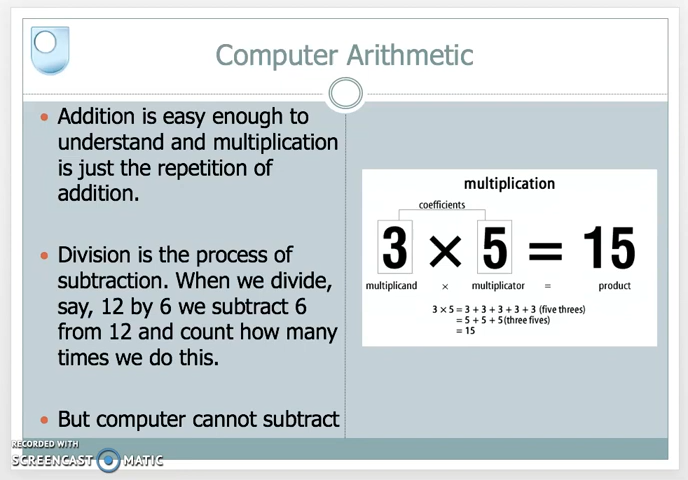 Computer Arithmetic
• Addition is easy enough to
understand and multiplication
is just the repetition of
addition.
• Division is the process of
subtraction. When we divide,
say, 12 by 6 we subtract 6
from 12 and count how many
times we do this.
• But computer cannot subtract
multiplication
coefficients
3 × 5 = 15
multiplicand × multiplicator = product
3 × 5 = 3 + 3 + 3 + 3 + 3 (five threes)
= 5 + 5 + 5 (three fives)
= 15
RECORDED WITH
SCREENCAST MATIC